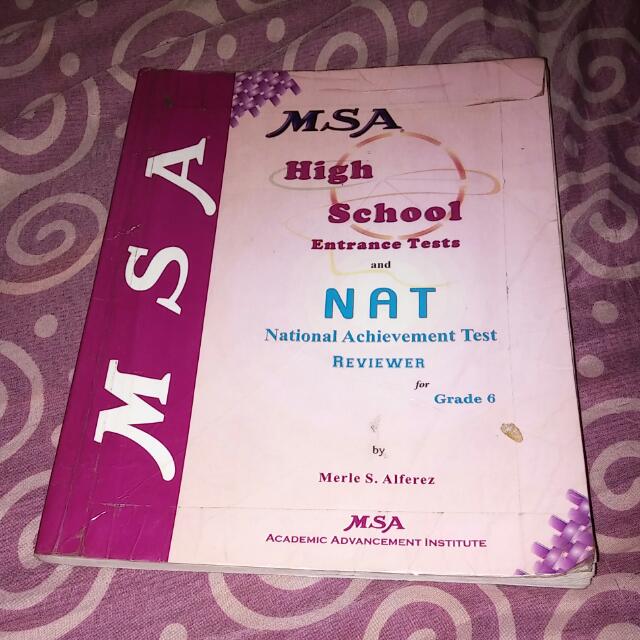 MSA
MSA
High
School
Entrance Tests
and
NAT
National Achievement Test
REVIEWER
for
Grade 6
by
Merle S. Alferez
MSA
ACADEMIC ADVANCEMENT INSTITUTE